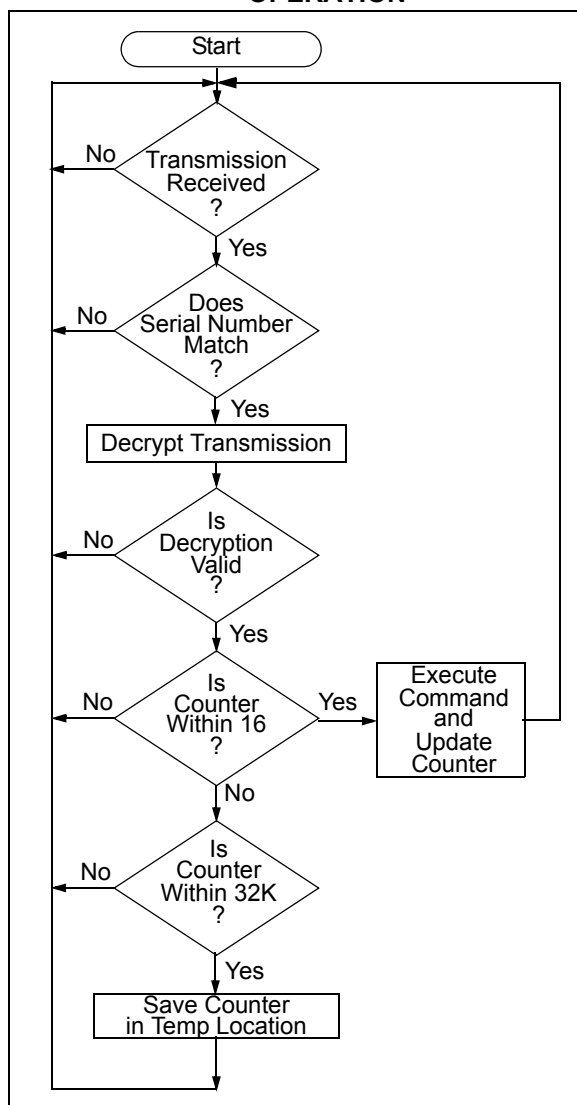 OPERATION
Start
No
Transmission
Received
?
Yes
No
Does
Serial Number
Match
?
Yes
Decrypt Transmission
No
Is
Decryption
Valid
?
Yes
No
Is
Counter
Within 16
?
Yes
Execute
Command
and
Update
Counter
No
No
Is
Counter
Within 32K
?
Yes
Save Counter
in Temp Location